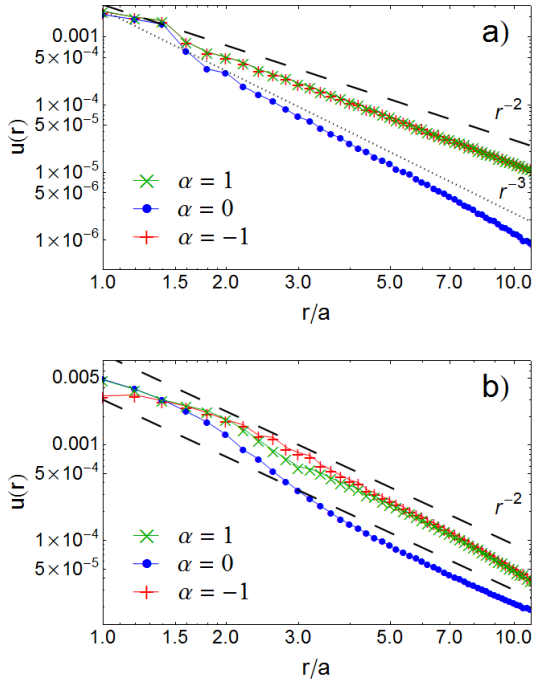 a)
0.001
5×10⁻⁴
1×10⁻⁴
5×10⁻⁵
1×10⁻⁵
5×10⁻⁶
1×10⁻⁶
u(r)
r⁻²
r⁻³
α = 1
α = 0
α = −1
1.0 1.5 2.0 3.0 5.0 7.0 10.0
r/a
b)
0.005
0.001
5×10⁻⁴
1×10⁻⁴
5×10⁻⁵
u(r)
r⁻²
α = 1
α = 0
α = −1
1.0 1.5 2.0 3.0 5.0 7.0 10.0
r/a